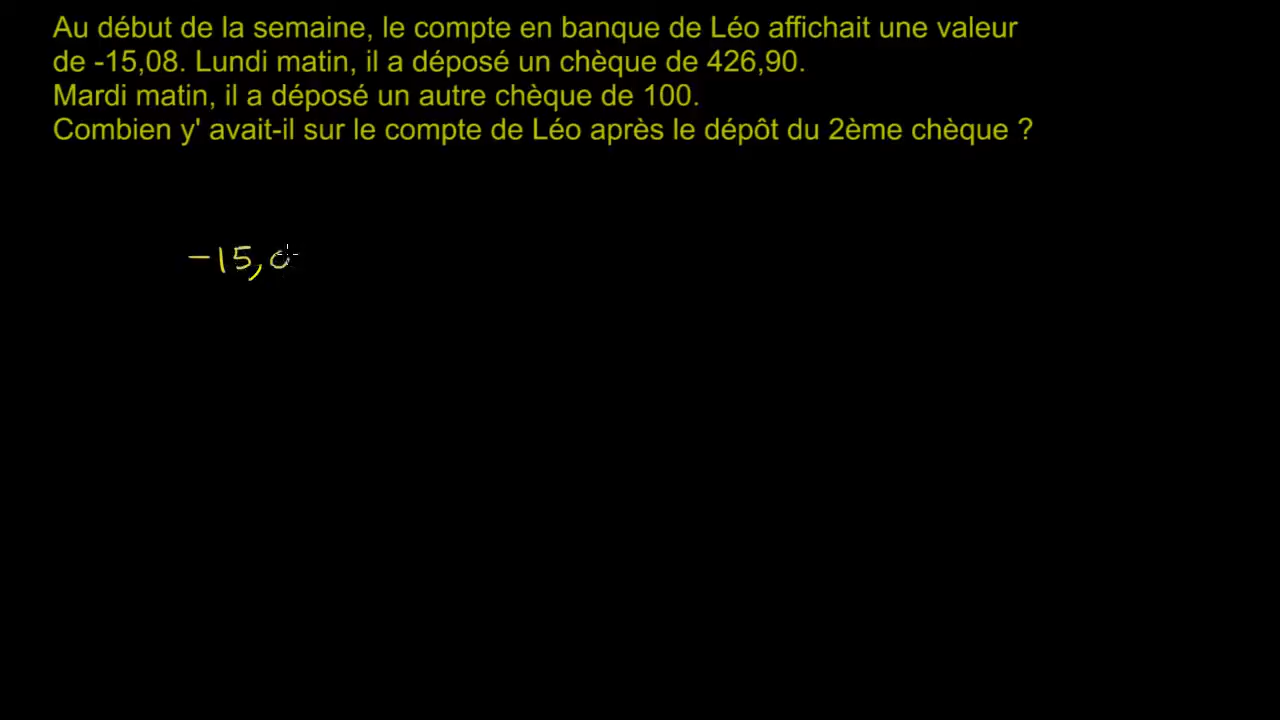 Au début de la semaine, le compte en banque de Léo affichait une valeur
de -15,08. Lundi matin, il a déposé un chèque de 426,90.
Mardi matin, il a déposé un autre chèque de 100.
Combien y' avait-il sur le compte de Léo après le dépôt du 2ème chèque ?
-15,0